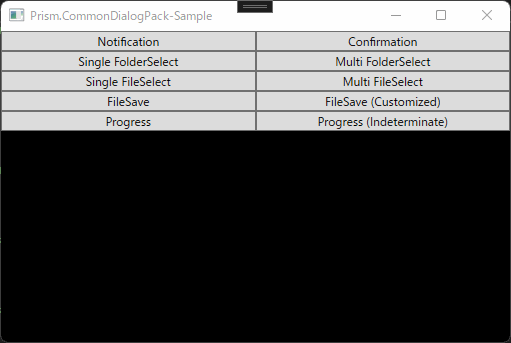 Prism.CommonDialogPack-Sample
Notification Confirmation
Single FolderSelect Multi FolderSelect
Single FileSelect Multi FileSelect
FileSave FileSave (Customized)
Progress Progress (Indeterminate)